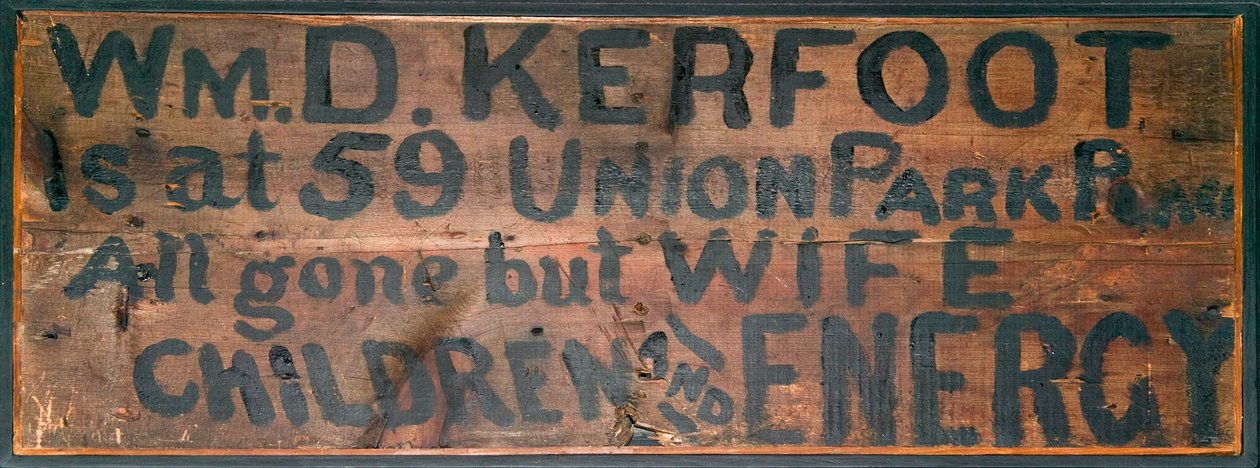 Wm. D. KERFOOT
is at 59 UNION PARK PLACE
All gone but WIFE
CHILDREN AND ENERGY